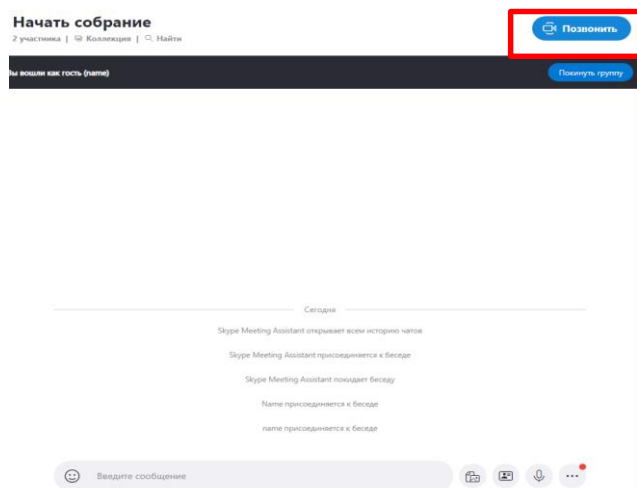 Начать собрание
Позвонить
2 участника | Коллекция | Найти
Вы вошли как гость (name)
Покинуть группу
Сегодня
Skype Meeting Assistant открывает всем историю чатов
Skype Meeting Assistant присоединяется к беседе
Skype Meeting Assistant покидает беседу
Name присоединяется к беседе
name присоединяется к беседе
Введите сообщение